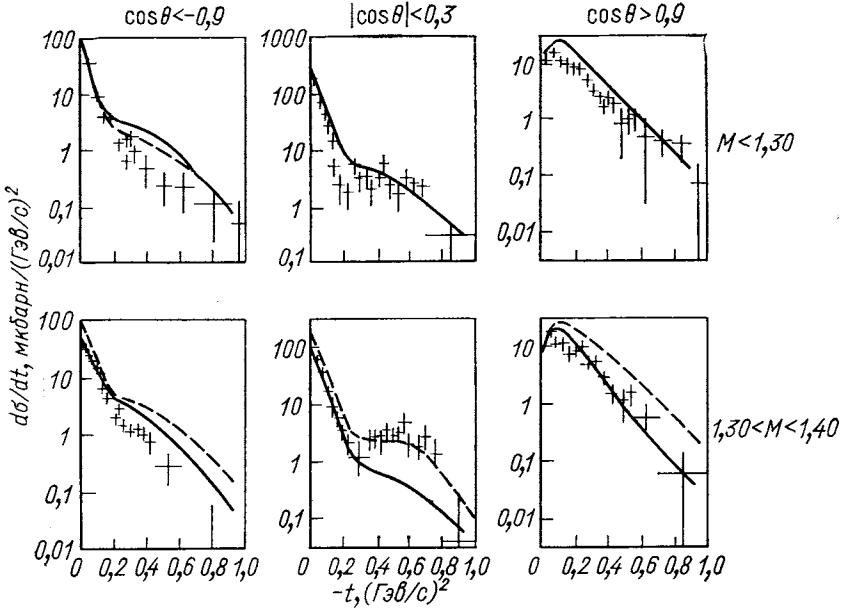 cosθ<-0,9 |cosθ|<0,3 cosθ>0,9
100 1000
10 100 10
1 10 1
0,1 1 0,1
0,01 0,1 0,01
M<1,30
dσ/dt, мкбарн/(Гэв/с)²
100 100
10 10 10
1 1 1
0,1 0,1 0,1
0,01 0,01
1,30<M<1,40
0 0,2 0,4 0,6 0,8 1,0 0 0,2 0,4 0,6 0,8 1,0 0 0,2 0,4 0,6 0,8 1,0
-t, (Гэв/с)²